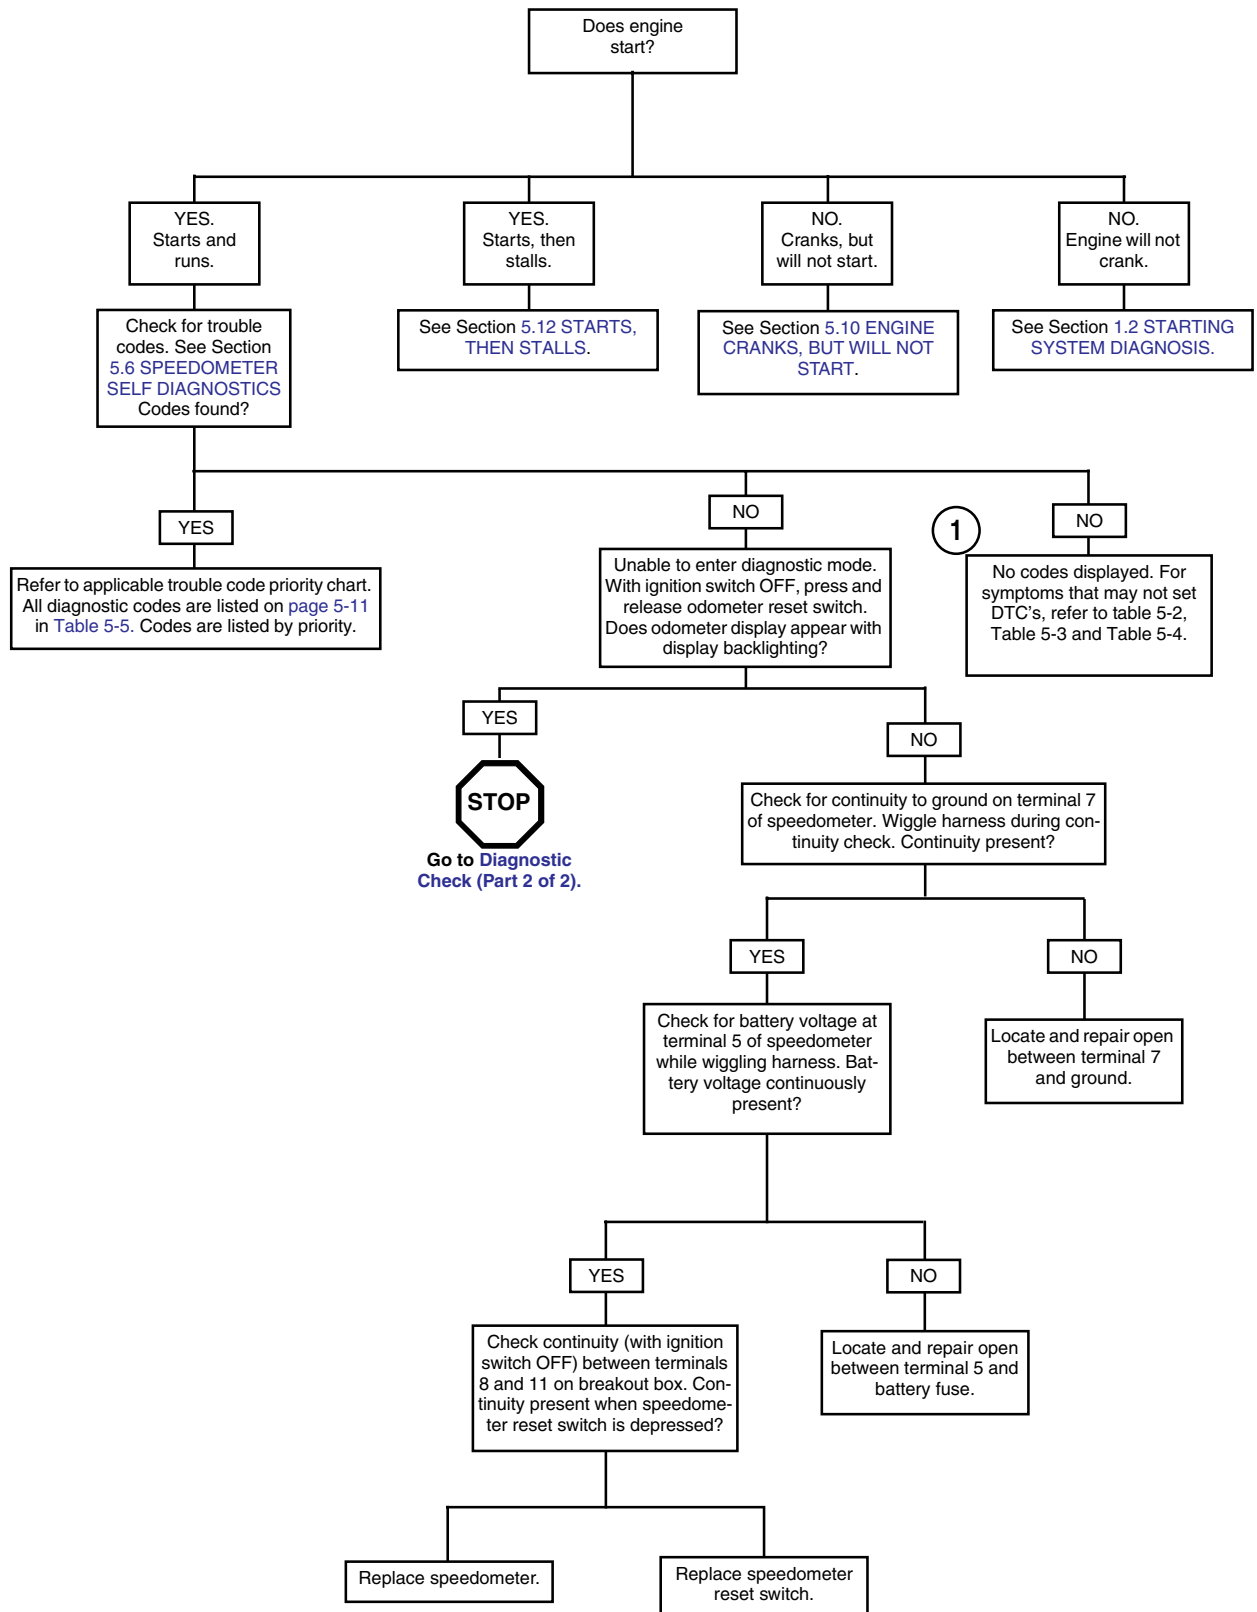 Does engine
start?
YES.
Starts and
runs.
YES.
Starts, then
stalls.
NO.
Cranks, but
will not start.
NO.
Engine will not
crank.
Check for trouble
codes. See Section
5.6 SPEEDOMETER
SELF DIAGNOSTICS
Codes found?
See Section 5.12 STARTS,
THEN STALLS.
See Section 5.10 ENGINE
CRANKS, BUT WILL NOT
START.
See Section 1.2 STARTING
SYSTEM DIAGNOSIS.
YES
NO
1
NO
Refer to applicable trouble code priority chart.
All diagnostic codes are listed on page 5-11
in Table 5-5. Codes are listed by priority.
Unable to enter diagnostic mode.
With ignition switch OFF, press and
release odometer reset switch.
Does odometer display appear with
display backlighting?
No codes displayed. For
symptoms that may not set
DTC's, refer to table 5-2,
Table 5-3 and Table 5-4.
YES
NO
STOP
Go to Diagnostic
Check (Part 2 of 2).
Check for continuity to ground on terminal 7
of speedometer. Wiggle harness during con-
tinuity check. Continuity present?
YES
NO
Check for battery voltage at
terminal 5 of speedometer
while wiggling harness. Bat-
tery voltage continuously
present?
Locate and repair open
between terminal 7
and ground.
YES
NO
Check continuity (with ignition
switch OFF) between terminals
8 and 11 on breakout box. Con-
tinuity present when speedome-
ter reset switch is depressed?
Locate and repair open
between terminal 5 and
battery fuse.
Replace speedometer.
Replace speedometer
reset switch.